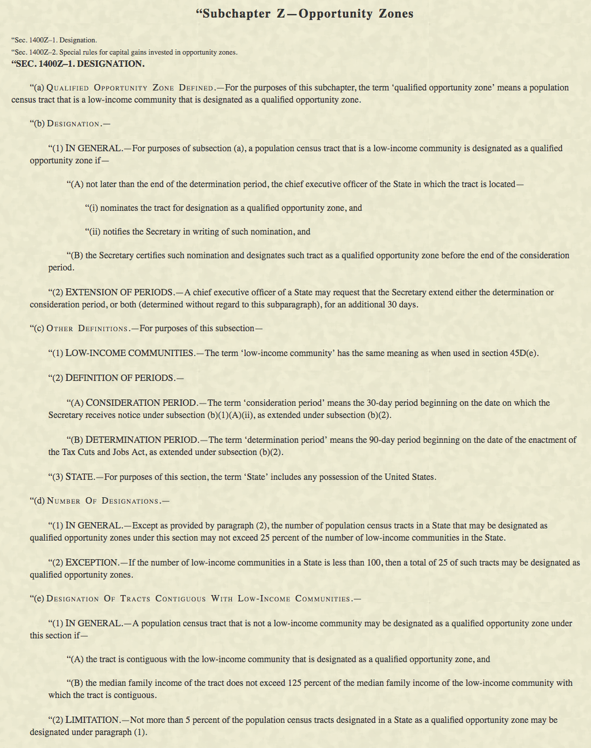 “Subchapter Z—Opportunity Zones
“Sec. 1400Z–1. Designation.
“Sec. 1400Z–2. Special rules for capital gains invested in opportunity zones.
“SEC. 1400Z–1. DESIGNATION.
“(a) Qualified Opportunity Zone Defined.—For the purposes of this subchapter, the term ‘qualified opportunity zone’ means a population
census tract that is a low-income community that is designated as a qualified opportunity zone.
“(b) Designation.—
“(1) IN GENERAL.—For purposes of subsection (a), a population census tract that is a low-income community is designated as a qualified
opportunity zone if—
“(A) not later than the end of the determination period, the chief executive officer of the State in which the tract is located—
“(i) nominates the tract for designation as a qualified opportunity zone, and
“(ii) notifies the Secretary in writing of such nomination, and
“(B) the Secretary certifies such nomination and designates such tract as a qualified opportunity zone before the end of the consideration
period.
“(2) EXTENSION OF PERIODS.—A chief executive officer of a State may request that the Secretary extend either the determination or
consideration period, or both (determined without regard to this subparagraph), for an additional 30 days.
“(c) Other Definitions.—For purposes of this subsection—
“(1) LOW-INCOME COMMUNITIES.—The term ‘low-income community’ has the same meaning as when used in section 45D(e).
“(2) DEFINITION OF PERIODS.—
“(A) CONSIDERATION PERIOD.—The term ‘consideration period’ means the 30-day period beginning on the date on which the
Secretary receives notice under subsection (b)(1)(A)(ii), as extended under subsection (b)(2).
“(B) DETERMINATION PERIOD.—The term ‘determination period’ means the 90-day period beginning on the date of the enactment of
the Tax Cuts and Jobs Act, as extended under subsection (b)(2).
“(3) STATE.—For purposes of this section, the term ‘State’ includes any possession of the United States.
“(d) Number Of Designations.—
“(1) IN GENERAL.—Except as provided by paragraph (2), the number of population census tracts in a State that may be designated as
qualified opportunity zones under this section may not exceed 25 percent of the number of low-income communities in the State.
“(2) EXCEPTION.—If the number of low-income communities in a State is less than 100, then a total of 25 of such tracts may be designated as
qualified opportunity zones.
“(e) Designation Of Tracts Contiguous With Low-Income Communities.—
“(1) IN GENERAL.—A population census tract that is not a low-income community may be designated as a qualified opportunity zone under
this section if—
“(A) the tract is contiguous with the low-income community that is designated as a qualified opportunity zone, and
“(B) the median family income of the tract does not exceed 125 percent of the median family income of the low-income community with
which the tract is contiguous.
“(2) LIMITATION.—Not more than 5 percent of the population census tracts designated in a State as a qualified opportunity zone may be
designated under paragraph (1).